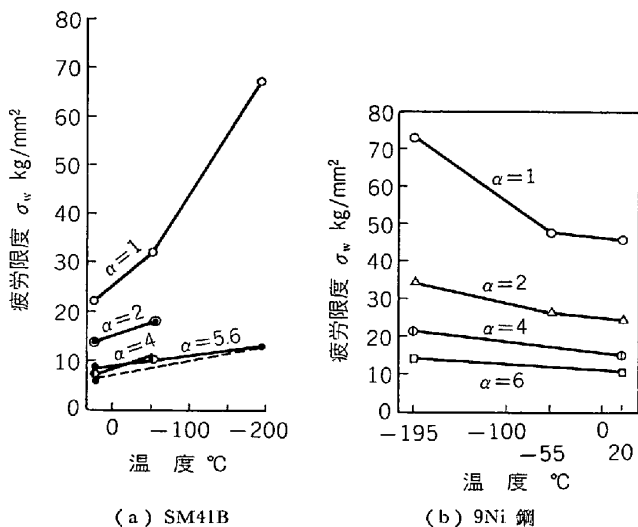 80
70
60
50
40
30
20
10
0
疲労限度 σw kg/mm²
α=1
α=2
α=4
α=5.6
0 −100 −200
温 度 ℃
(a) SM41B
80
70
60
50
40
30
20
10
0
疲労限度 σw kg/mm²
α=1
α=2
α=4
α=6
−195 −100 −55 0 20
温 度 ℃
(b) 9Ni 鋼